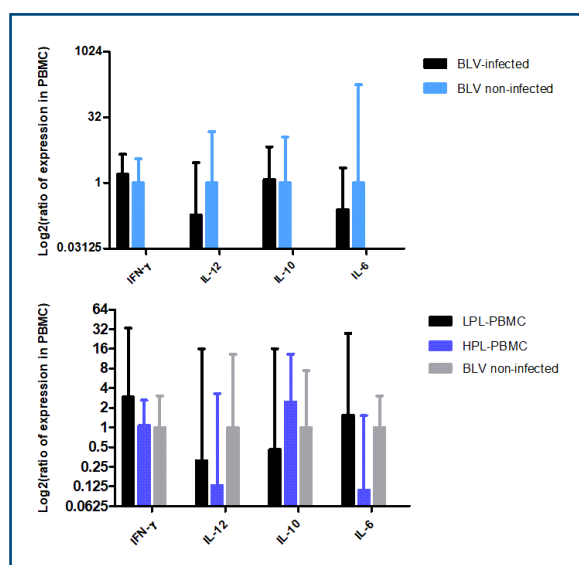 Log2(ratio of expression in PBMC)
1024
32
1
0.03125
IFN-γ
IL-12
IL-10
IL-6
BLV-infected
BLV non-infected
Log2(ratio of expression in PBMC)
64
32
16
8
4
2
1
0.5
0.25
0.125
0.0625
IFN-γ
IL-12
IL-10
IL-6
LPL-PBMC
HPL-PBMC
BLV non-infected